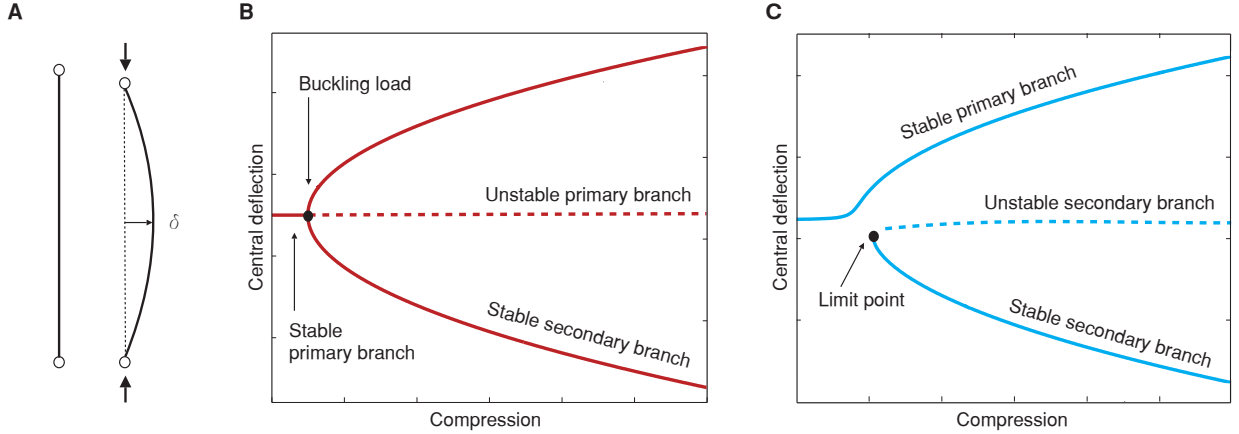 A
B
C
δ
Buckling load
Unstable primary branch
Stable
primary branch
Stable secondary branch
Central deflection
Compression
Stable primary branch
Unstable secondary branch
Limit point
Stable secondary branch
Central deflection
Compression